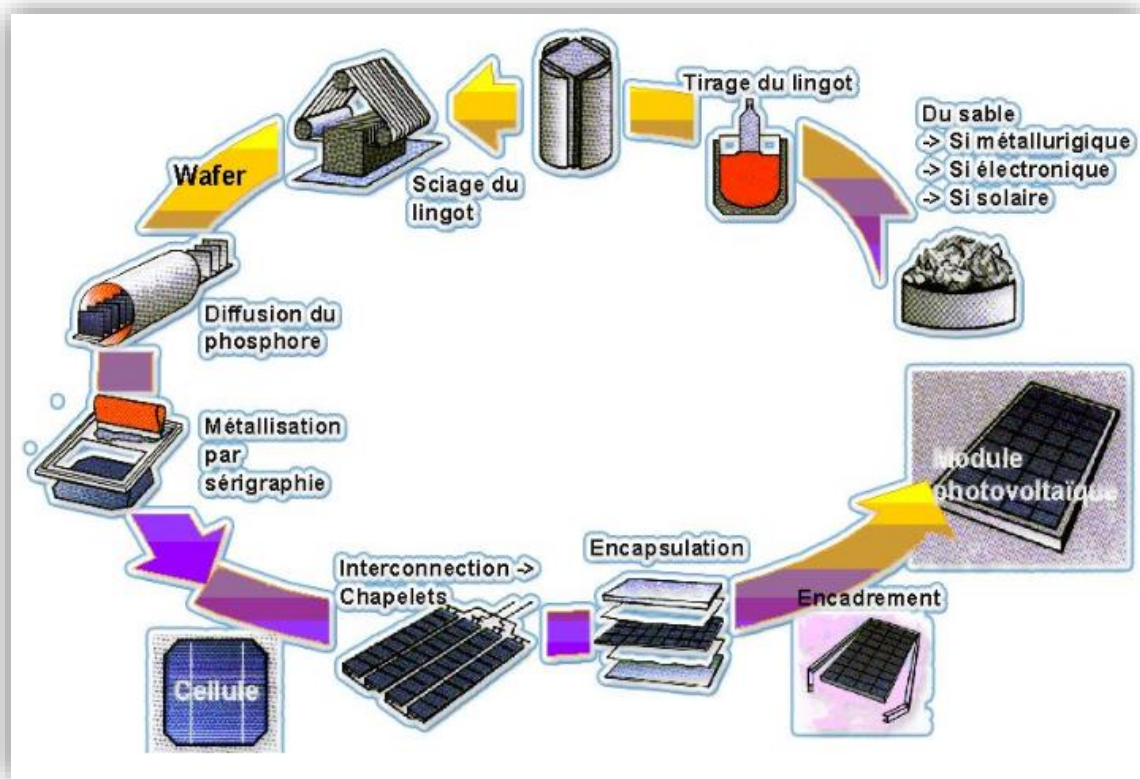 Du sable
-> Si métallurigique
-> Si électronique
-> Si solaire
Tirage du lingot
Sciage du
lingot
Wafer
Diffusion du
phosphore
Métallisation
par
sérigraphie
Cellule
Interconnection ->
Chapelets
Encapsulation
Encadrement
Module
photovoltaïque